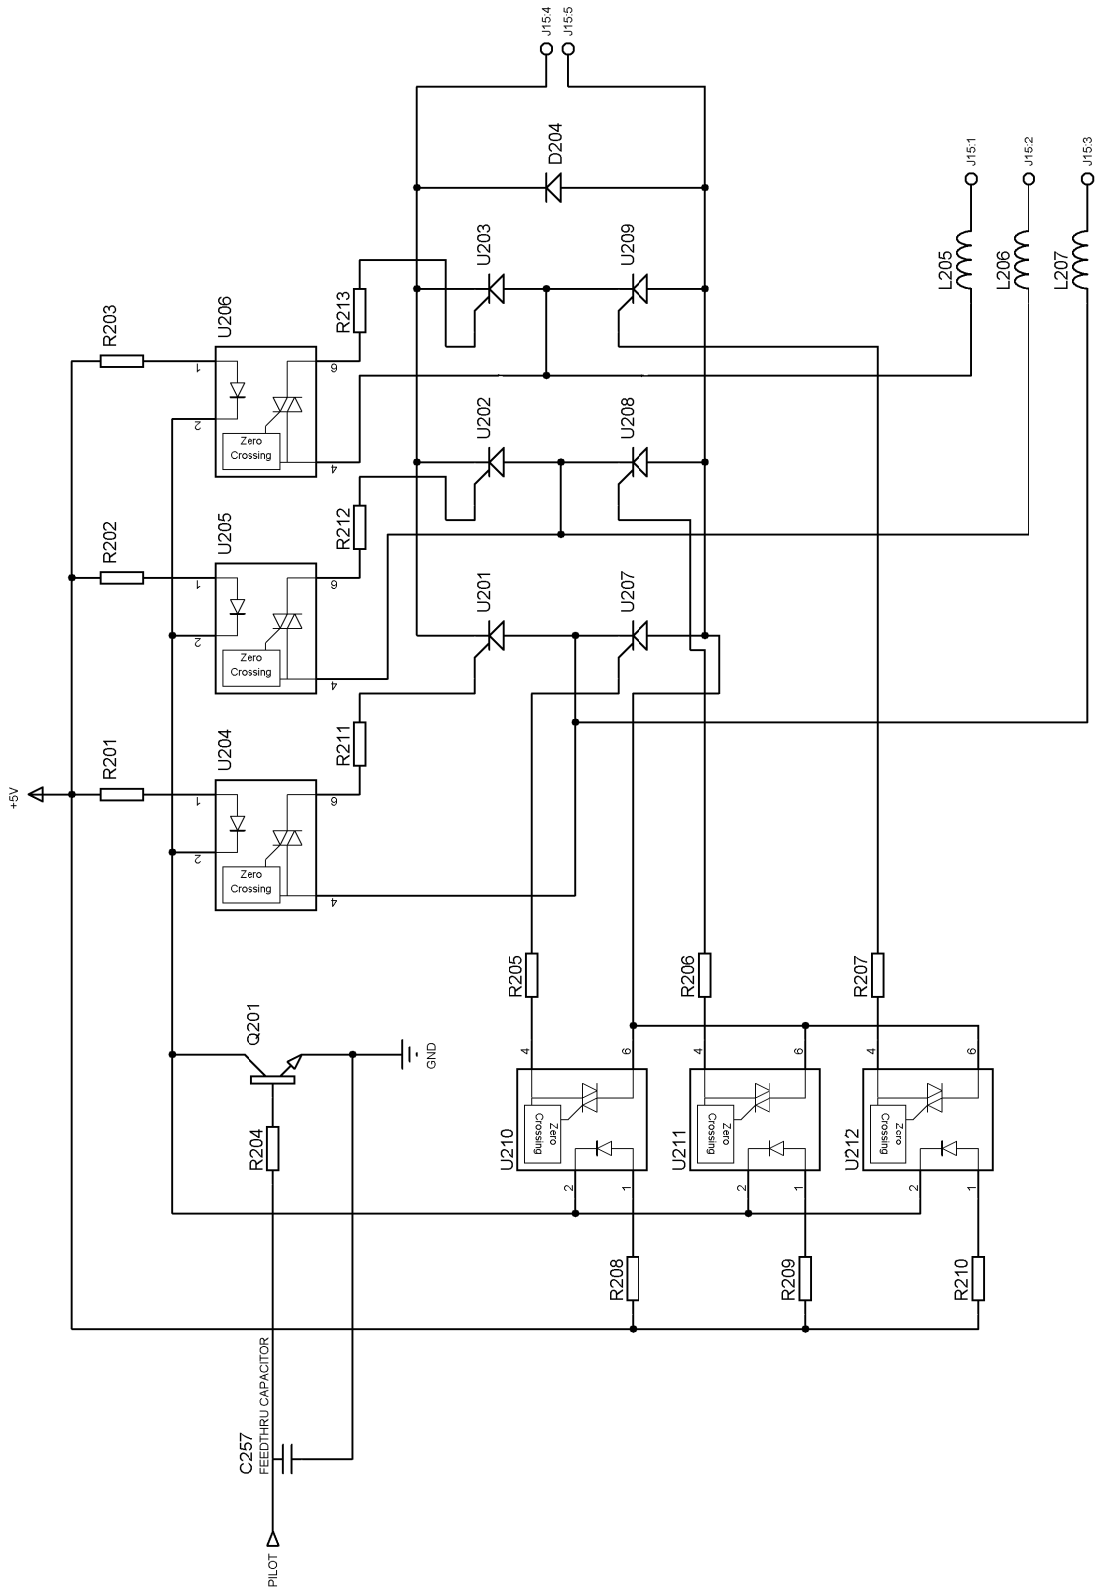 J15:4
J15:5
D204
J15:1
J15:2
J15:3
U203
U209
L205
L206
L207
R203
U206
R213
1
2
6
4
Zero
Crossing
U202
U208
R202
U205
R212
1
2
6
4
Zero
Crossing
U201
U207
+5V
R201
U204
R211
1
2
6
4
Zero
Crossing
R205
R206
R207
Q201
GND
R204
U210
4
6
Zero
Crossing
2
1
U211
4
6
Zero
Crossing
2
1
U212
4
6
Zero
Crossing
2
1
R208
R209
R210
C257
FEEDTHRU CAPACITOR
PILOT